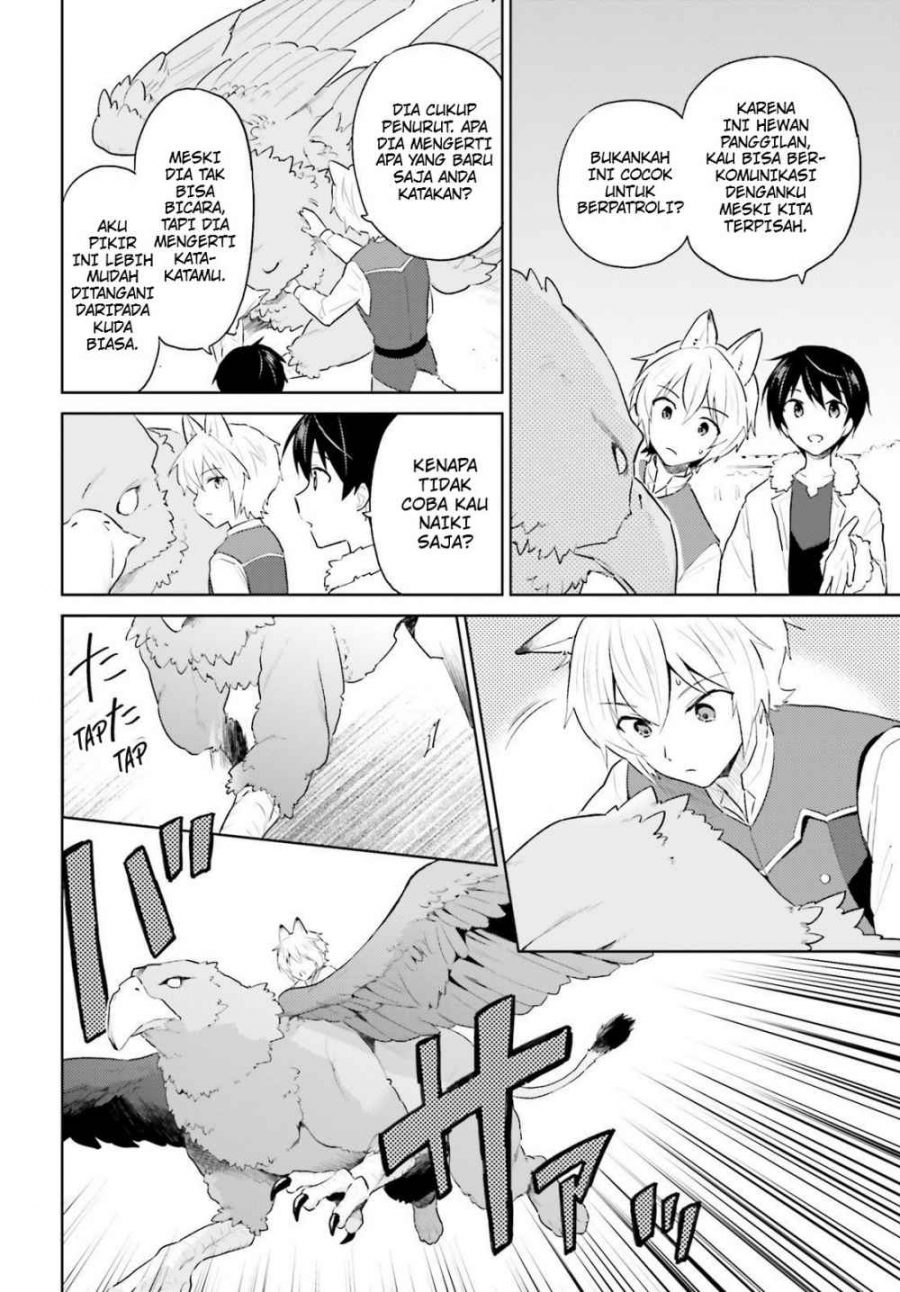 KARENA
INI HEWAN
PANGGILAN,
KAU BISA BER-
KOMUNIKASI
DENGANKU
MESKI KITA
TERPISAH.
BUKANKAH
INI COCOK
UNTUK
BERPATROLI?
DIA CUKUP
PENURUT. APA
DIA MENGERTI
APA YANG BARU
SAJA ANDA
KATAKAN?
MESKI
DIA TAK
BISA
BICARA,
TAPI DIA
MENGERTI
KATA-
KATAMU.
AKU
PIKIR
INI LEBIH
MUDAH
DITANGANI
DARIPADA
KUDA
BIASA.
KENAPA
TIDAK
COBA KAU
NAIKI
SAJA?
たた
TAP
TAP
バサアッ